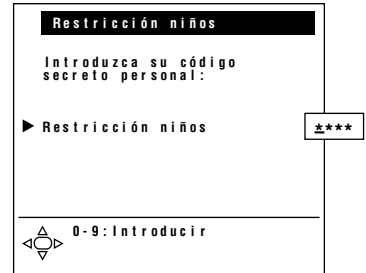 Restricción niños
Introduzca su código
secreto personal:
Restricción niños
****
0-9:Introducir